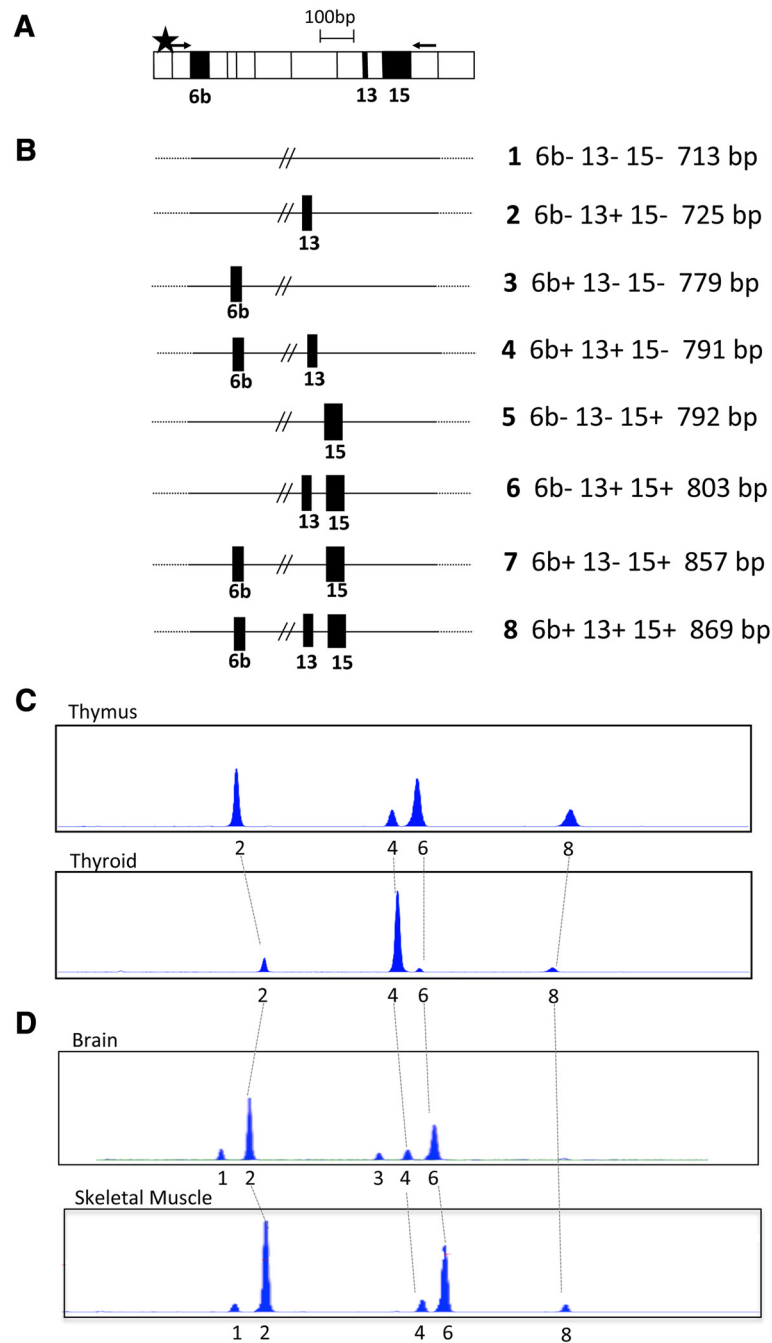 A
100bp
6b 13 15
B
1 6b- 13- 15- 713 bp
2 6b- 13+ 15- 725 bp
13
3 6b+ 13- 15- 779 bp
6b
4 6b+ 13+ 15- 791 bp
6b 13
5 6b- 13- 15+ 792 bp
15
6 6b- 13+ 15+ 803 bp
13 15
7 6b+ 13- 15+ 857 bp
6b 15
8 6b+ 13+ 15+ 869 bp
6b 13 15
C
Thymus
2 4 6 8
Thyroid
2 4 6 8
D
Brain
1 2 3 4 6
Skeletal Muscle
1 2 4 6 8